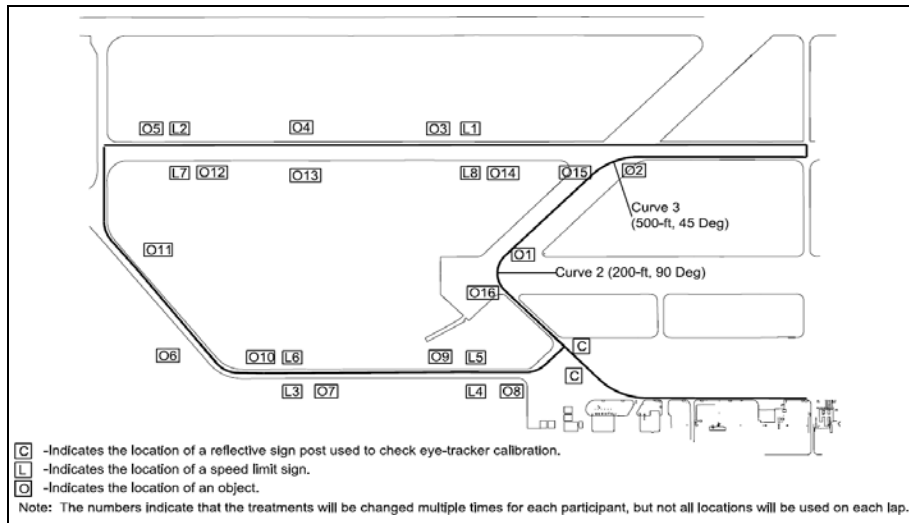 O5 L2 O4 O3 L1
L7 O12 O13 L8 O14 O15 O2
Curve 3
(500-ft, 45 Deg)
O11 O1
Curve 2 (200-ft, 90 Deg)
O16
C
O6 O10 L6 O9 L5
C
L3 O7 L4 O8
C -Indicates the location of a reflective sign post used to check eye-tracker calibration.
L -Indicates the location of a speed limit sign.
O -Indicates the location of an object.
Note: The numbers indicate that the treatments will be changed multiple times for each participant, but not all locations will be used on each lap.